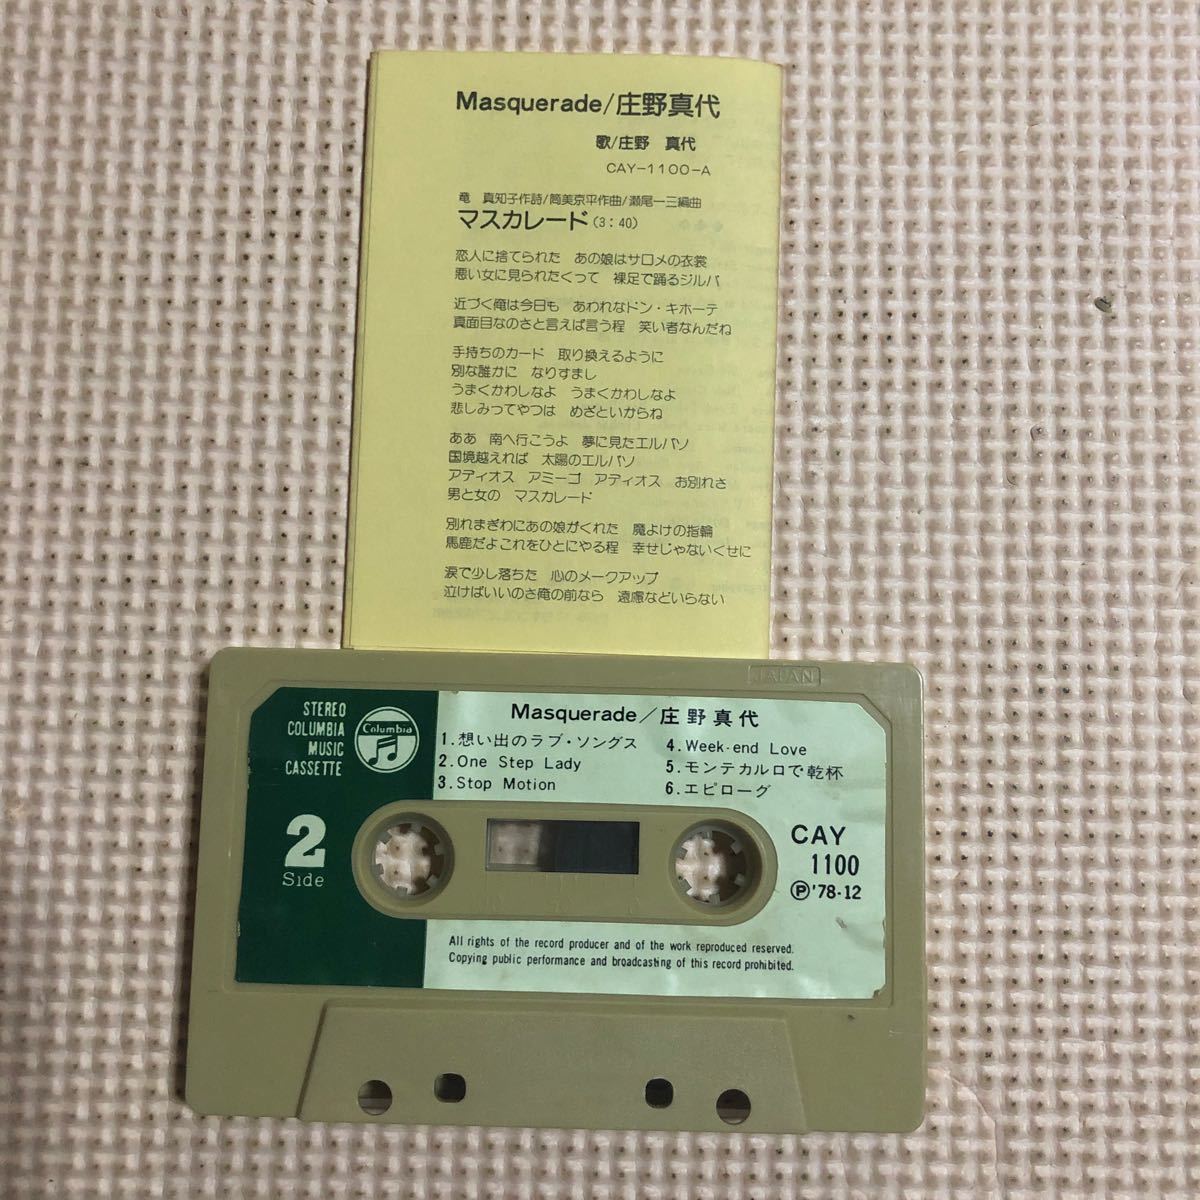 Masquerade/庄野真代
歌/庄野　真代
CAY-1100-A
竜　真知子作詩/筒美京平作曲/瀬尾一三編曲
マスカレード(3:40)
恋人に捨てられた　あの娘はサロメの衣裳
悪い女に見られたくって　裸足で踊るジルバ
近づく俺は今日も　あわれなドン・キホーテ
真面目なのさと言えば言う程　笑い者なんだね
手持ちのカード　取り換えるように
別な誰かに　なりすまし
うまくかわしなよ　うまくかわしなよ
悲しみってやつは　めざといからね
ああ　南へ行こうよ　夢に見たエルパソ
国境越えれば　太陽のエルパソ
アディオス　アミーゴ　アディオス　お別れさ
男と女の　マスカレード
別れまぎわにあの娘がくれた　魔よけの指輪
馬鹿だよこれをひとにやる程　幸せじゃないくせに
涙で少し落ちた　心のメークアップ
泣けばいいのさ俺の前なら　遠慮などいらない
JAPAN
STEREO
COLUMBIA
MUSIC
CASSETTE
Columbia
Masquerade/庄野真代
1.想い出のラブ・ソングス
2.One Step Lady
3.Stop Motion
4.Week-end Love
5.モンテカルロで乾杯
6.エピローグ
2
Side
CAY
1100
Ⓟ'78·12
All rights of the record producer and of the work reproduced reserved.
Copying public performance and broadcasting of this record prohibited.